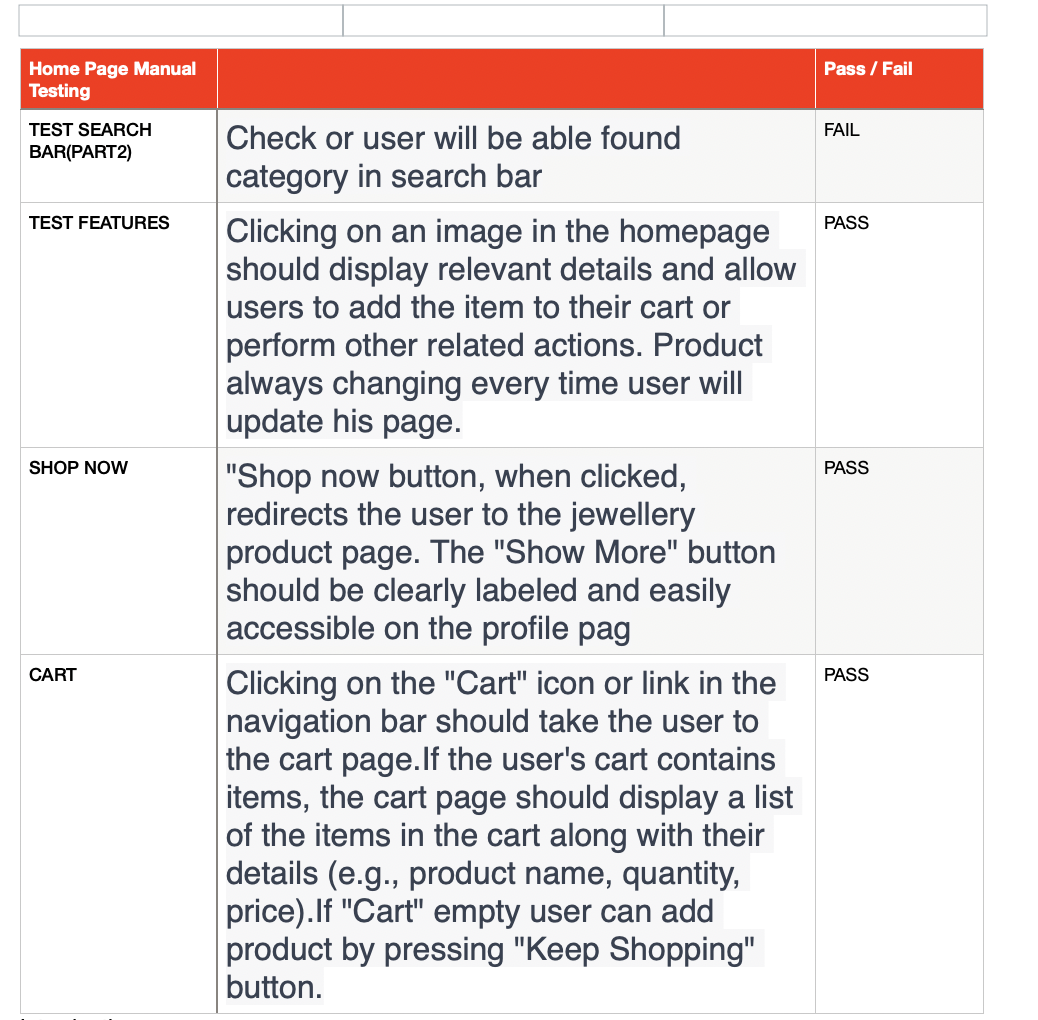 Home Page Manual
Testing
Pass / Fail
TEST SEARCH
BAR(PART2)
Check or user will be able found
category in search bar
FAIL
TEST FEATURES
Clicking on an image in the homepage
should display relevant details and allow
users to add the item to their cart or
perform other related actions. Product
always changing every time user will
update his page.
PASS
SHOP NOW
"Shop now button, when clicked,
redirects the user to the jewellery
product page. The "Show More" button
should be clearly labeled and easily
accessible on the profile pag
PASS
CART
Clicking on the "Cart" icon or link in the
navigation bar should take the user to
the cart page.If the user's cart contains
items, the cart page should display a list
of the items in the cart along with their
details (e.g., product name, quantity,
price).If "Cart" empty user can add
product by pressing "Keep Shopping"
button.
PASS